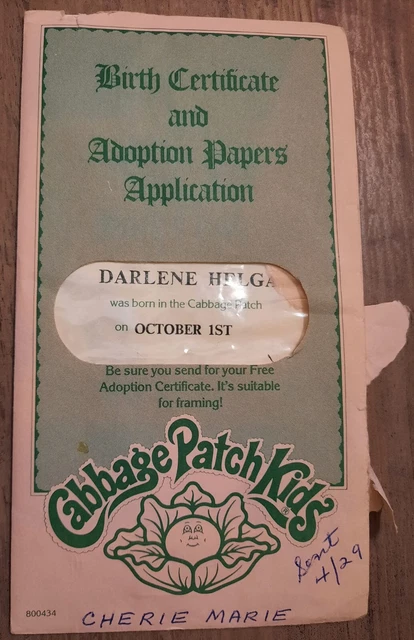 Birth Certificate
and
Adoption Papers
Application
DARLENE HELGA
was born in the Cabbage Patch
on OCTOBER 1ST
Be sure you send for your Free
Adoption Certificate. It's suitable
for framing!
Cabbage Patch Kids®
Sent
4/29
800434
CHERIE MARIE